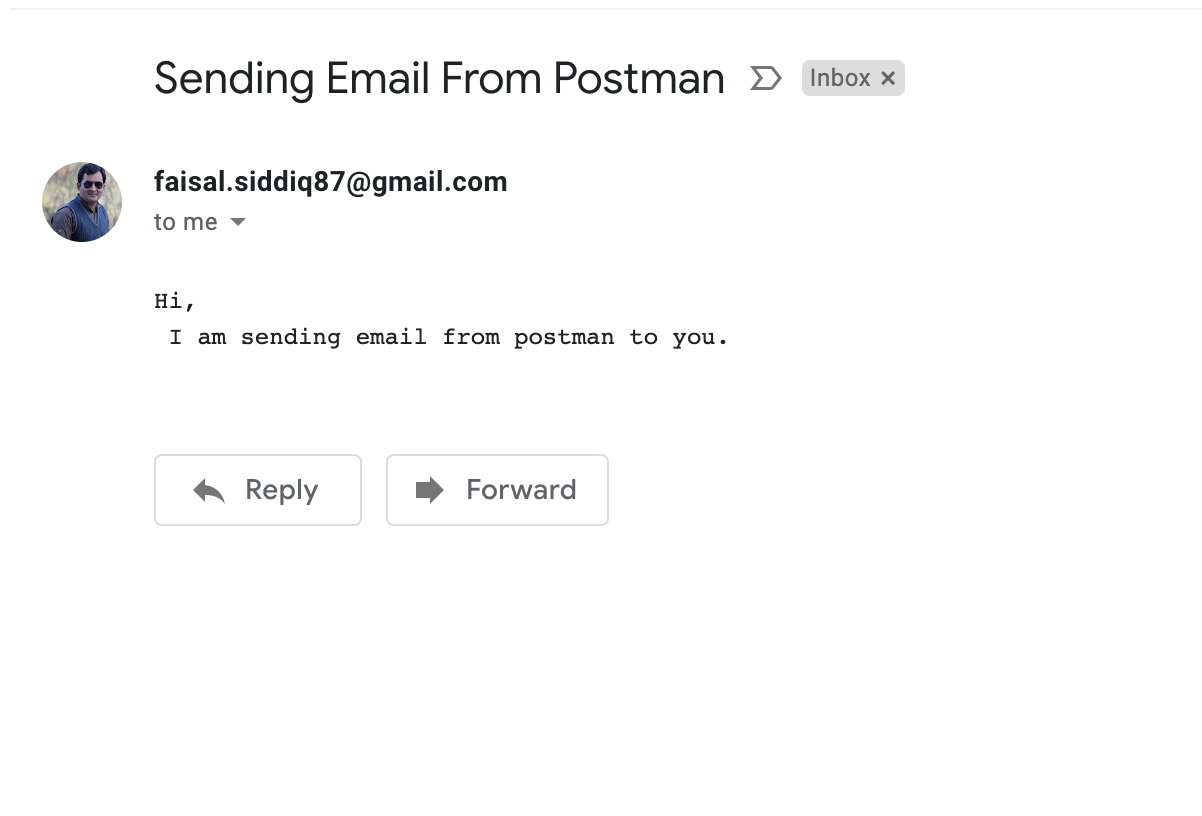 Sending Email From Postman Inbox ×
faisal.siddiq87@gmail.com
to me
Hi,
I am sending email from postman to you.
Reply Forward